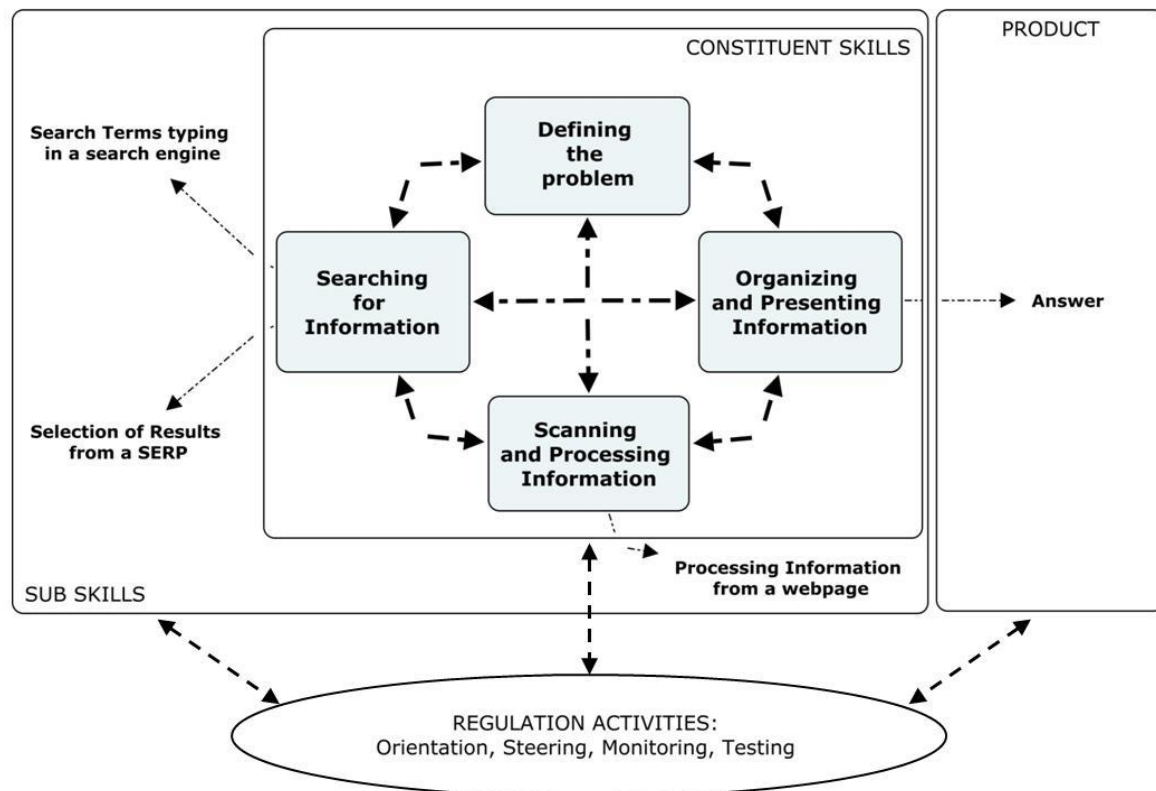 CONSTITUENT SKILLS
PRODUCT
Search Terms typing
in a search engine
Defining
the
problem
Searching
for
Information
Organizing
and Presenting
Information
Answer
Selection of Results
from a SERP
Scanning
and Processing
Information
Processing Information
from a webpage
SUB SKILLS
REGULATION ACTIVITIES:
Orientation, Steering, Monitoring, Testing